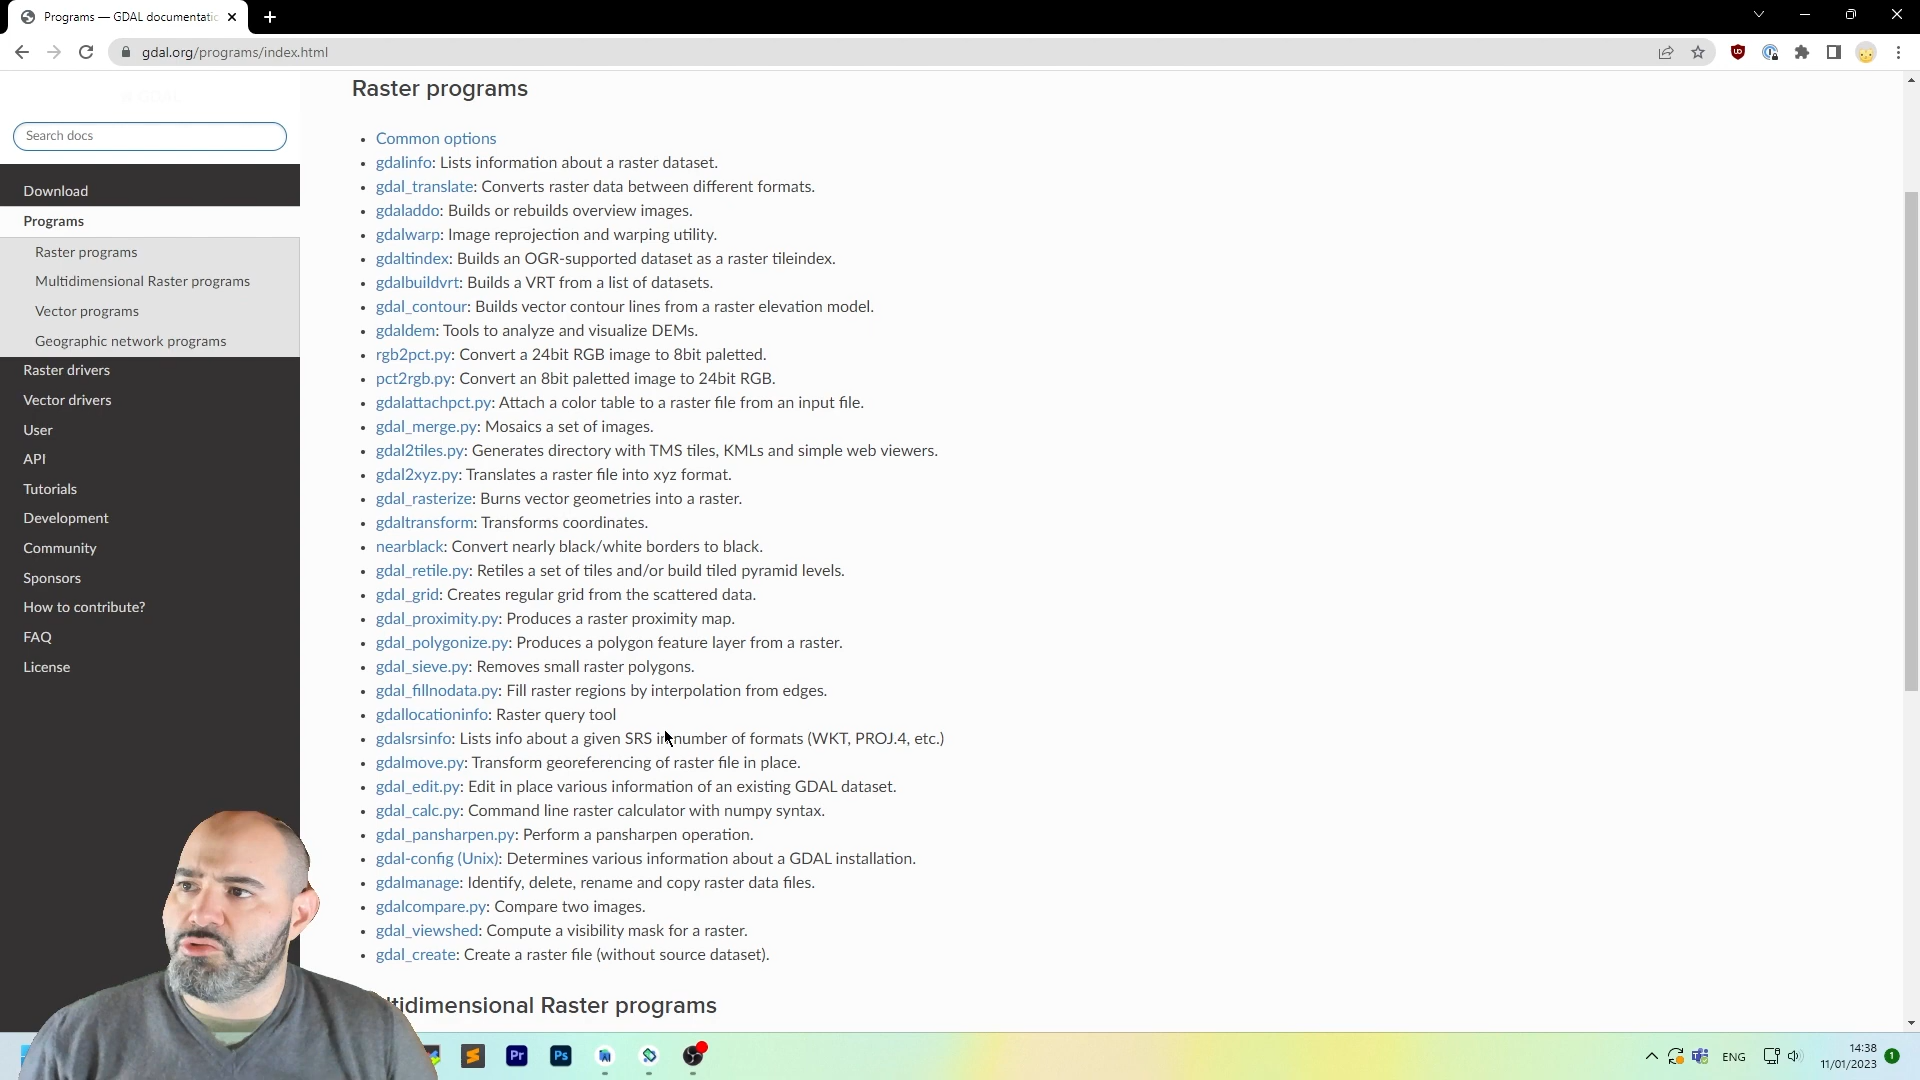 Programs — GDAL documentatic
gdal.org/programs/index.html
Search docs
Download
Programs
Raster programs
Multidimensional Raster programs
Vector programs
Geographic network programs
Raster drivers
Vector drivers
User
API
Tutorials
Development
Community
Sponsors
How to contribute?
FAQ
License
Raster programs
Common options
gdalinfo: Lists information about a raster dataset.
gdal_translate: Converts raster data between different formats.
gdaladdo: Builds or rebuilds overview images.
gdalwarp: Image reprojection and warping utility.
gdaltindex: Builds an OGR-supported dataset as a raster tileindex.
gdalbuildvrt: Builds a VRT from a list of datasets.
gdal_contour: Builds vector contour lines from a raster elevation model.
gdaldem: Tools to analyze and visualize DEMs.
rgb2pct.py: Convert a 24bit RGB image to 8bit paletted.
pct2rgb.py: Convert an 8bit paletted image to 24bit RGB.
gdalattachpct.py: Attach a color table to a raster file from an input file.
gdal_merge.py: Mosaics a set of images.
gdal2tiles.py: Generates directory with TMS tiles, KMLs and simple web viewers.
gdal2xyz.py: Translates a raster file into xyz format.
gdal_rasterize: Burns vector geometries into a raster.
gdaltransform: Transforms coordinates.
nearblack: Convert nearly black/white borders to black.
gdal_retile.py: Retiles a set of tiles and/or build tiled pyramid levels.
gdal_grid: Creates regular grid from the scattered data.
gdal_proximity.py: Produces a raster proximity map.
gdal_polygonize.py: Produces a polygon feature layer from a raster.
gdal_sieve.py: Removes small raster polygons.
gdal_fillnodata.py: Fill raster regions by interpolation from edges.
gdallocationinfo: Raster query tool
gdalsrsinfo: Lists info about a given SRS in number of formats (WKT, PROJ.4, etc.)
gdalmove.py: Transform georeferencing of raster file in place.
gdal_edit.py: Edit in place various information of an existing GDAL dataset.
gdal_calc.py: Command line raster calculator with numpy syntax.
gdal_pansharpen.py: Perform a pansharpen operation.
gdal-config (Unix): Determines various information about a GDAL installation.
gdalmanage: Identify, delete, rename and copy raster data files.
gdalcompare.py: Compare two images.
gdal_viewshed: Compute a visibility mask for a raster.
gdal_create: Create a raster file (without source dataset).
tidimensional Raster programs
Pr
Ps
ENG
14:38
11/01/2023
1